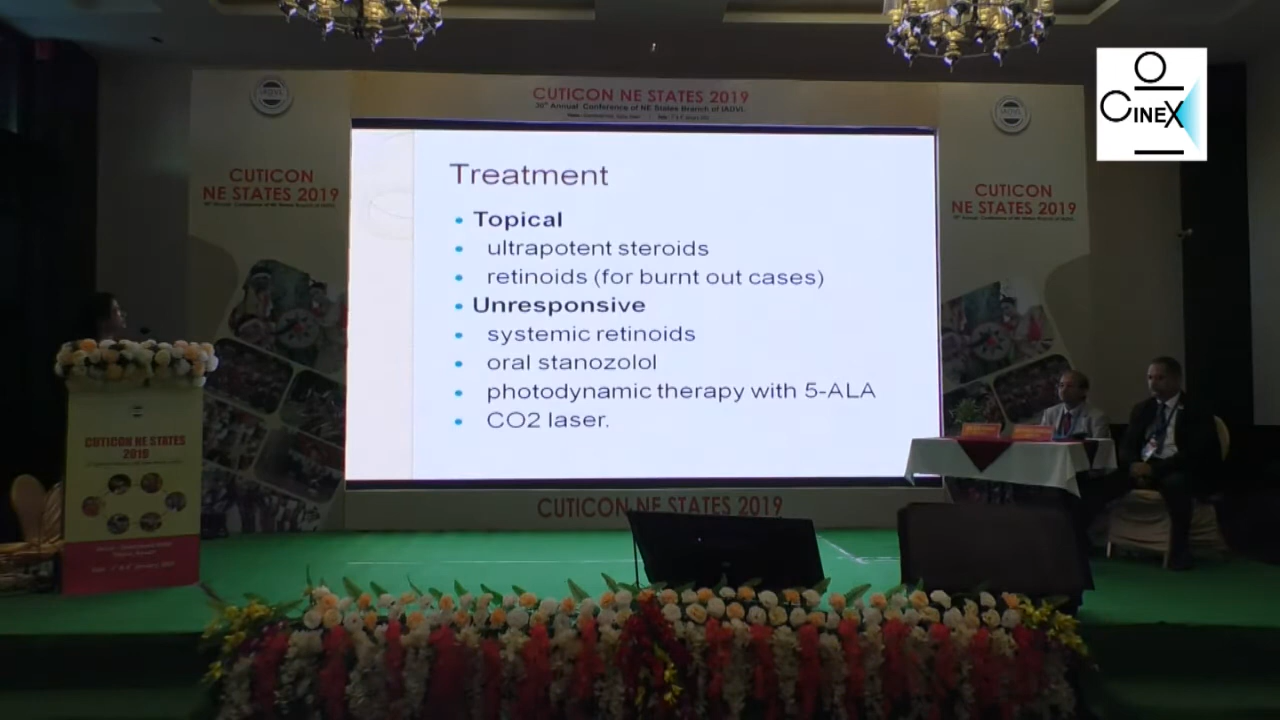 CUTICON NE STATES 2019
CINEX
CUTICON
NE STATES 2019
CUTICON
NE STATES 2019
Treatment
• Topical
• ultrapotent steroids
• retinoids (for burnt out cases)
• Unresponsive
• systemic retinoids
• oral stanozolol
• photodynamic therapy with 5-ALA
• CO2 laser.
CUTICON NE STATES
2019
CUTICON NE STATES 2019